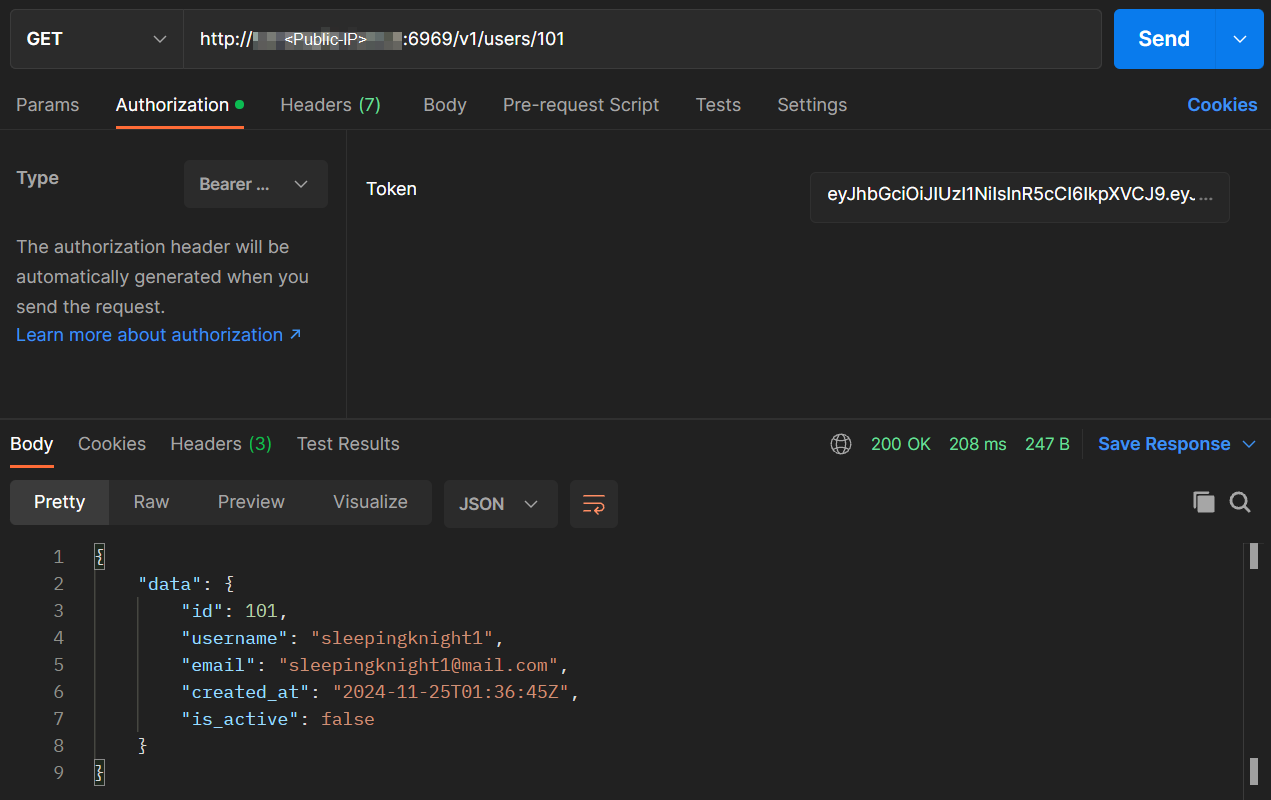 GET http://<Public-IP>:6969/v1/users/101 Send
Params Authorization Headers (7) Body Pre-request Script Tests Settings Cookies
Type Bearer ...
Token eyJhbGciOiJIUzI1NiIsInR5cCI6IkpXVCJ9.eyJ...
The authorization header will be
automatically generated when you
send the request.
Learn more about authorization ↗
Body Cookies Headers (3) Test Results 200 OK 208 ms 247 B Save Response
Pretty Raw Preview Visualize JSON
1 {
2 "data": {
3 "id": 101,
4 "username": "sleepingknight1",
5 "email": "sleepingknight1@mail.com",
6 "created_at": "2024-11-25T01:36:45Z",
7 "is_active": false
8 }
9 }